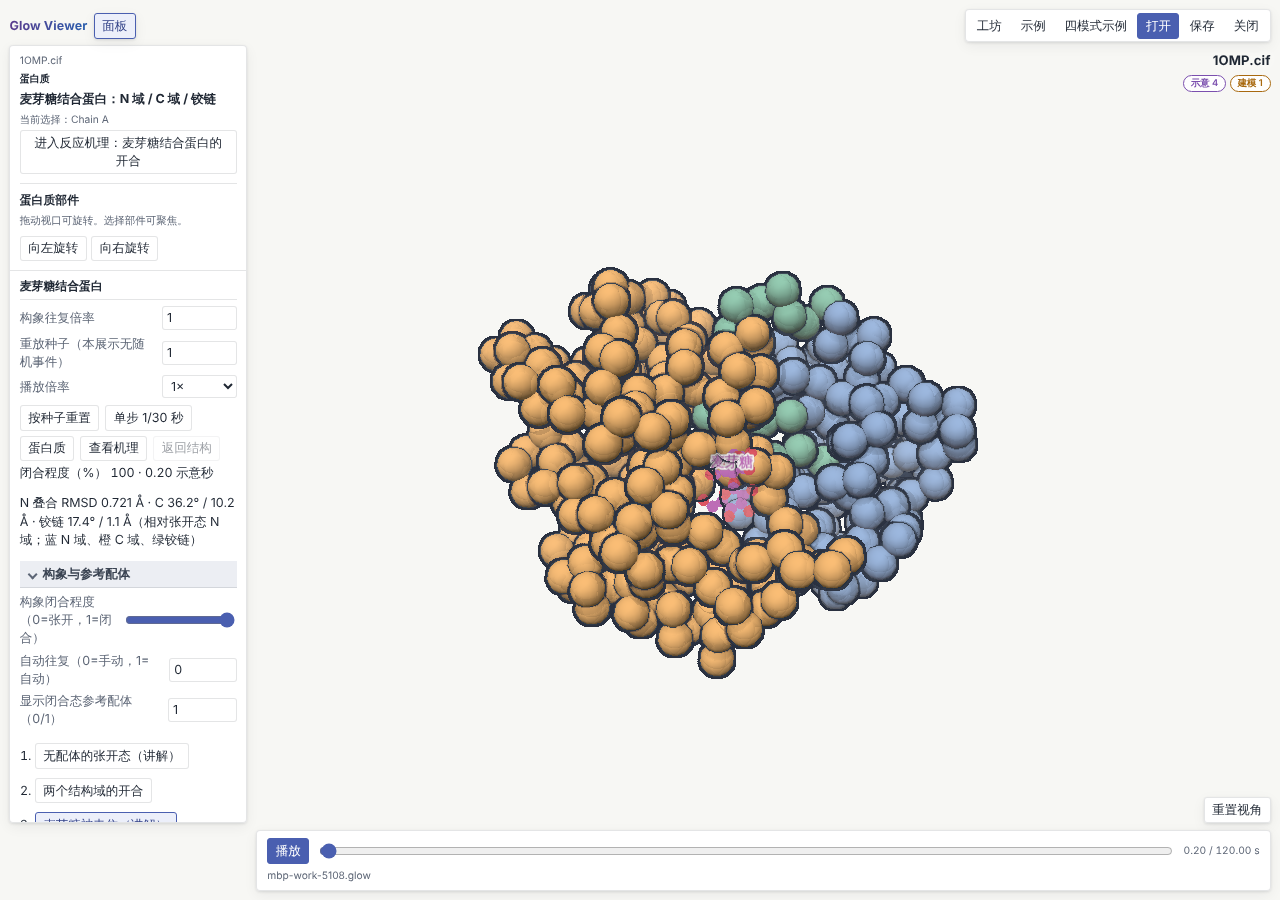 Glow Viewer
面板
工坊
示例
四模式示例
打开
保存
关闭
1OMP.cif
示意 4
建模 1
1OMP.cif
蛋白质
麦芽糖结合蛋白：N 域 / C 域 / 铰链
当前选择：Chain A
进入反应机理：麦芽糖结合蛋白的
开合
蛋白质部件
拖动视口可旋转。选择部件可聚焦。
向左旋转
向右旋转
麦芽糖结合蛋白
构象往复倍率
1
重放种子（本展示无随
机事件）
1
播放倍率
1×
按种子重置
单步 1/30 秒
蛋白质
查看机理
返回结构
闭合程度（%） 100 · 0.20 示意秒
N 叠合 RMSD 0.721 Å · C 36.2° / 10.2
Å · 铰链 17.4° / 1.1 Å（相对张开态 N
域；蓝 N 域、橙 C 域、绿铰链）
构象与参考配体
构象闭合程度
（0=张开，1=闭
合）
自动往复（0=手动，1=
自动）
0
显示闭合态参考配体
（0/1）
1
1. 无配体的张开态（讲解）
2. 两个结构域的开合
麦芽糖
重置视角
播放
0.20 / 120.00 s
mbp-work-5108.glow